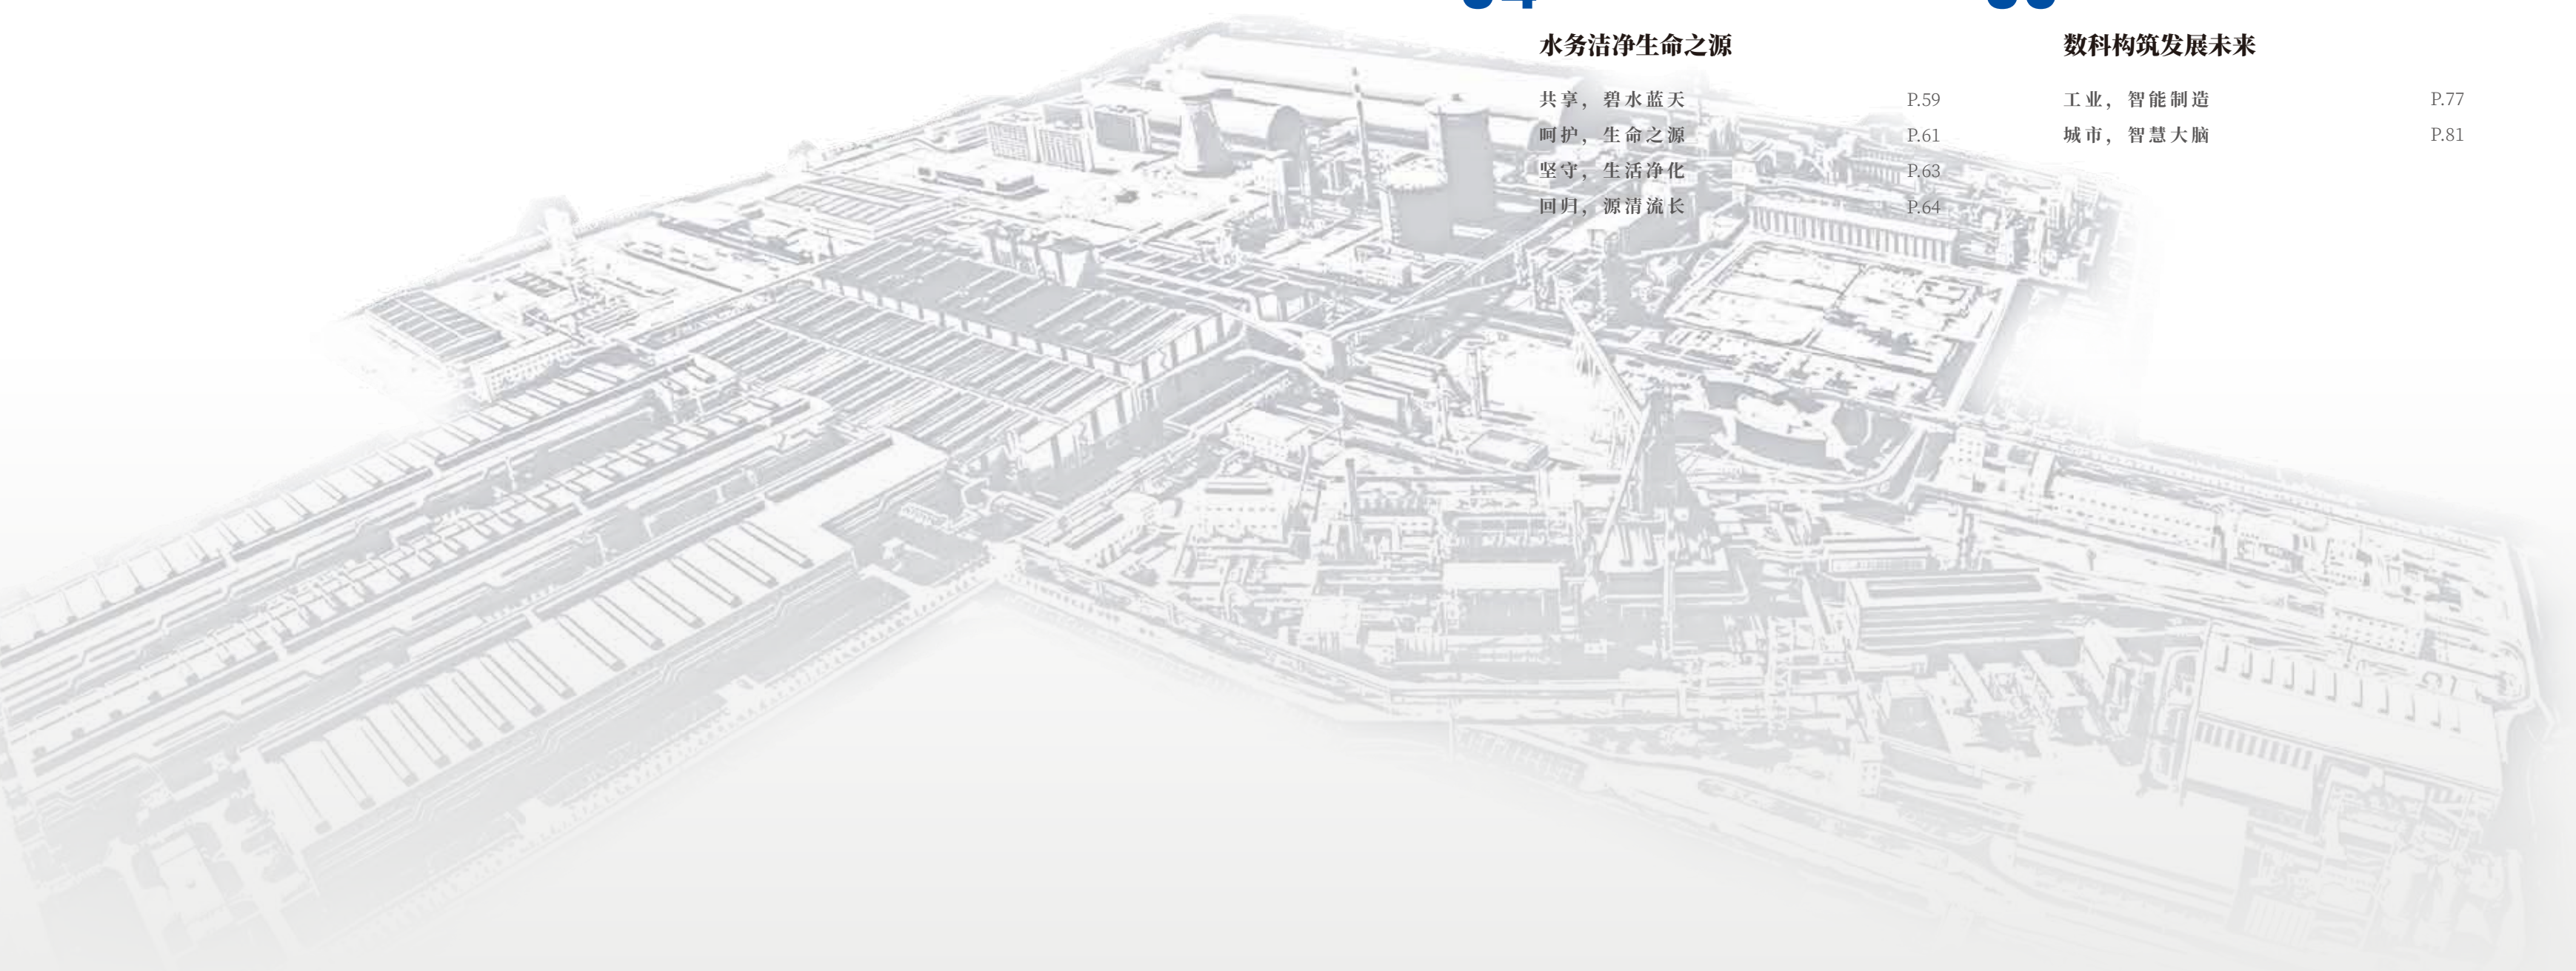 水务洁净生命之源
共享，碧水蓝天 P.59
呵护，生命之源 P.61
坚守，生活净化 P.63
回归，源清流长 P.64
数科构筑发展未来
工业，智能制造 P.77
城市，智慧大脑 P.81